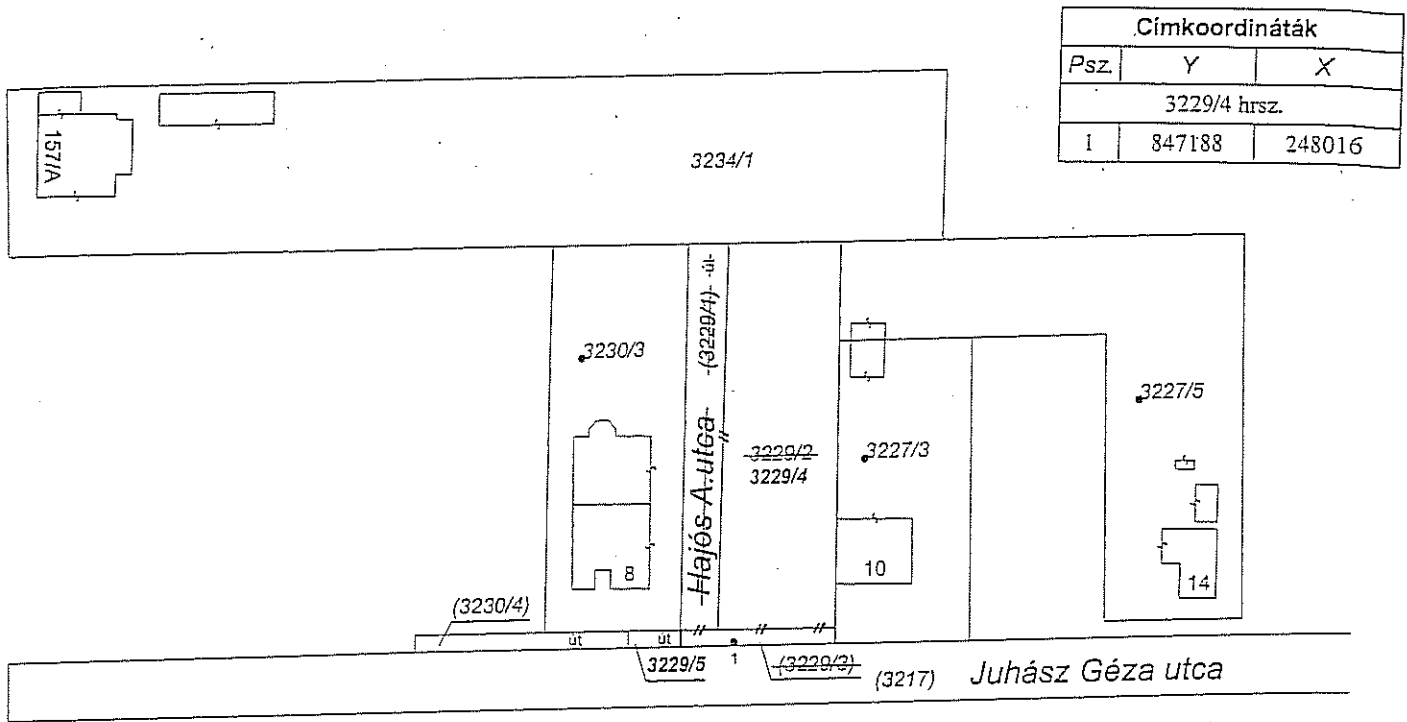 Címkoordináták
Psz. Y X
3229/4 hrsz.
1 847188 248016
157/A
3234/1
3230/3
Hajós A.utca (3229/1) út
3229/2
3229/4
3227/3
3227/5
8
10
14
(3230/4)
út
út
3229/5
1
(3229/3)
(3217)
Juhász Géza utca